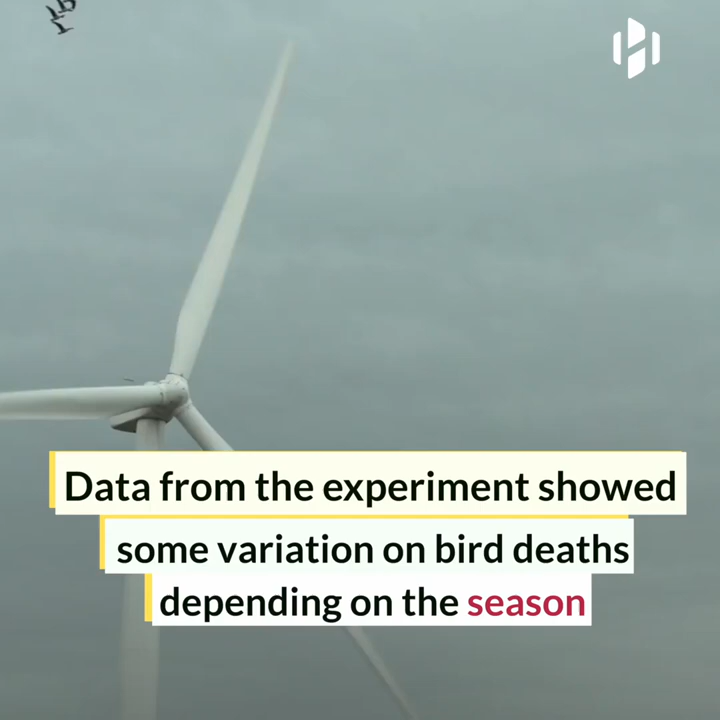 Data from the experiment showed
some variation on bird deaths
depending on the season